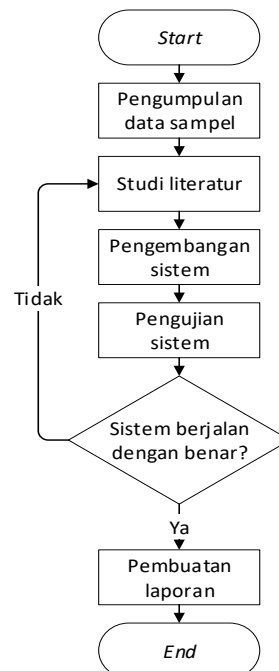 Start
Pengumpulan
data sampel
Studi literatur
Pengembangan
sistem
Tidak
Pengujian
sistem
Sistem berjalan
dengan benar?
Ya
Pembuatan
laporan
End